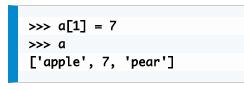 >>> a[1] = 7
>>> a
['apple', 7, 'pear']